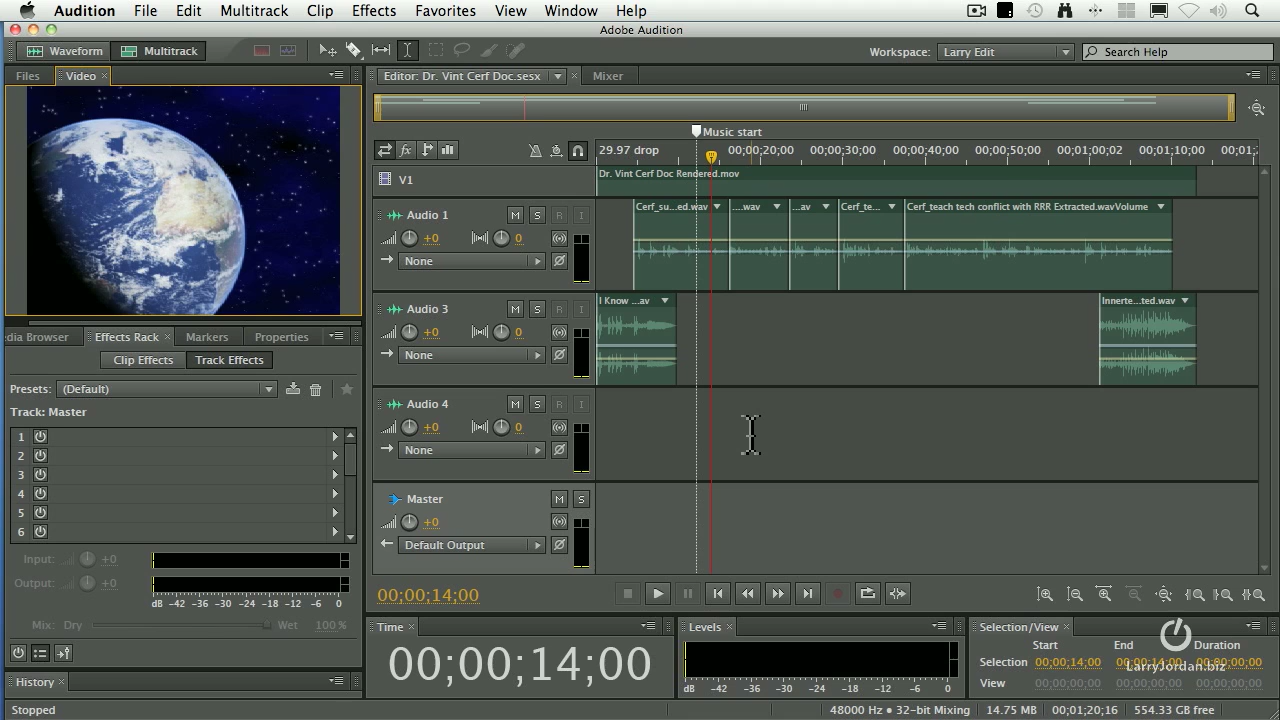 Audition File Edit Multitrack Clip Effects Favorites View Window Help
Adobe Audition
Waveform Multitrack Workspace: Larry Edit Search Help
Files Video Editor: Dr. Vint Cerf Doc.sesx Mixer
Music start
29.97 drop 00;00;20;00 00;00;30;00 00;00;40;00 00;00;50;00 00;01;00;02 00;01;10;00 00;01;
V1 Dr. Vint Cerf Doc Rendered.mov
Audio 1 M S R I Cerf_su...ed.wav ....wav ...av Cerf_te... Cerf_teach tech conflict with RRR Extracted.wavVolume
+0 0
None
Audio 3 M S R I I Know ...av Innerte...ted.wav
+0 0
None
Audio 4 M S R I
+0 0
None
Master M S
+0
Default Output
edia Browser Effects Rack Markers Properties
Clip Effects Track Effects
Presets: (Default)
Track: Master
1
2
3
4
5
6
Input: +0
Output: +0
dB -42 -36 -30 -24 -18 -12 -6 0
Mix: Dry Wet 100 %
History
00;00;14;00
Time
00;00;14;00
Levels
dB -42 -36 -30 -24 -18 -12 -6 0
Selection/View
Start End Duration
Selection 00;00;14;00 00;00;14;00 00;00;00;00
View 00;00;00;00 00;00;00;00 00;00;00;00
LarryJordan.biz
Stopped 48000 Hz • 32-bit Mixing 14.75 MB 00;01;20;16 554.33 GB free